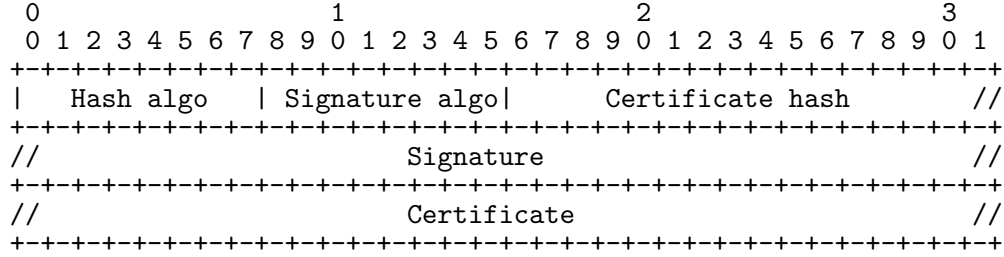 0                   1                   2                   3
 0 1 2 3 4 5 6 7 8 9 0 1 2 3 4 5 6 7 8 9 0 1 2 3 4 5 6 7 8 9 0 1
+-+-+-+-+-+-+-+-+-+-+-+-+-+-+-+-+-+-+-+-+-+-+-+-+-+-+-+-+-+-+-+-+
|   Hash algo   | Signature algo|      Certificate hash        //
+-+-+-+-+-+-+-+-+-+-+-+-+-+-+-+-+-+-+-+-+-+-+-+-+-+-+-+-+-+-+-+-+
//                        Signature                            //
+-+-+-+-+-+-+-+-+-+-+-+-+-+-+-+-+-+-+-+-+-+-+-+-+-+-+-+-+-+-+-+-+
//                        Certificate                          //
+-+-+-+-+-+-+-+-+-+-+-+-+-+-+-+-+-+-+-+-+-+-+-+-+-+-+-+-+-+-+-+-+